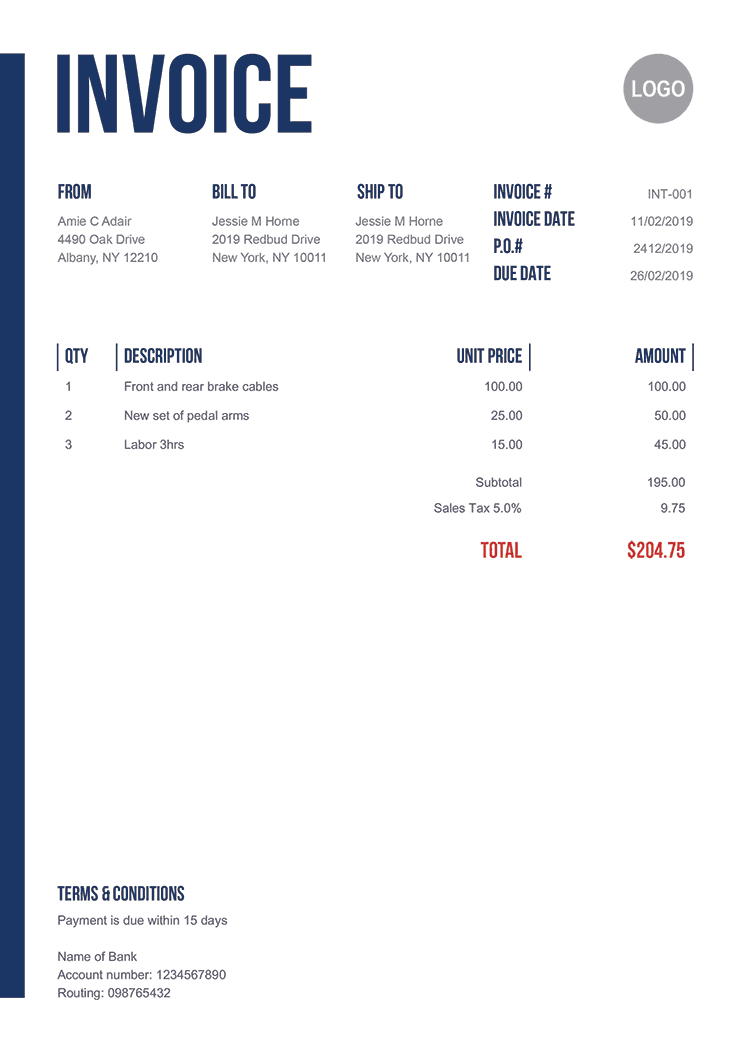 INVOICE
LOGO
FROM
Amie C Adair
4490 Oak Drive
Albany, NY 12210
BILL TO
Jessie M Horne
2019 Redbud Drive
New York, NY 10011
SHIP TO
Jessie M Horne
2019 Redbud Drive
New York, NY 10011
INVOICE # INT-001
INVOICE DATE 11/02/2019
P.O.# 2412/2019
DUE DATE 26/02/2019
QTY DESCRIPTION UNIT PRICE AMOUNT
1 Front and rear brake cables 100.00 100.00
2 New set of pedal arms 25.00 50.00
3 Labor 3hrs 15.00 45.00
Subtotal 195.00
Sales Tax 5.0% 9.75
TOTAL $204.75
TERMS & CONDITIONS
Payment is due within 15 days
Name of Bank
Account number: 1234567890
Routing: 098765432